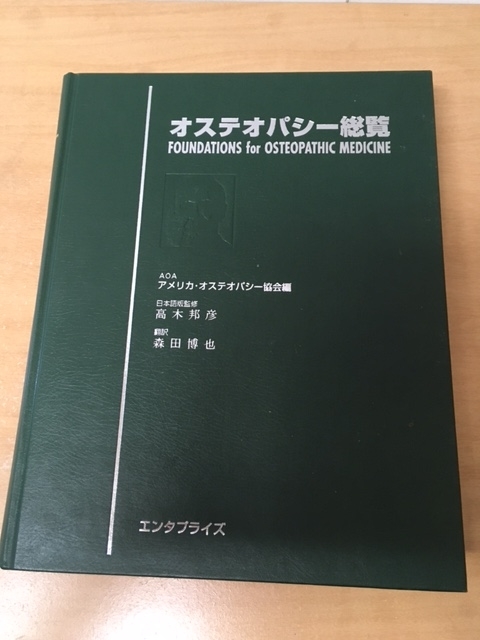 オステオパシー総覧
FOUNDATIONS for OSTEOPATHIC MEDICINE
AOA
アメリカ・オステオパシー協会編
日本語版監修
高木邦彦
翻訳
森田博也
エンタプライズ